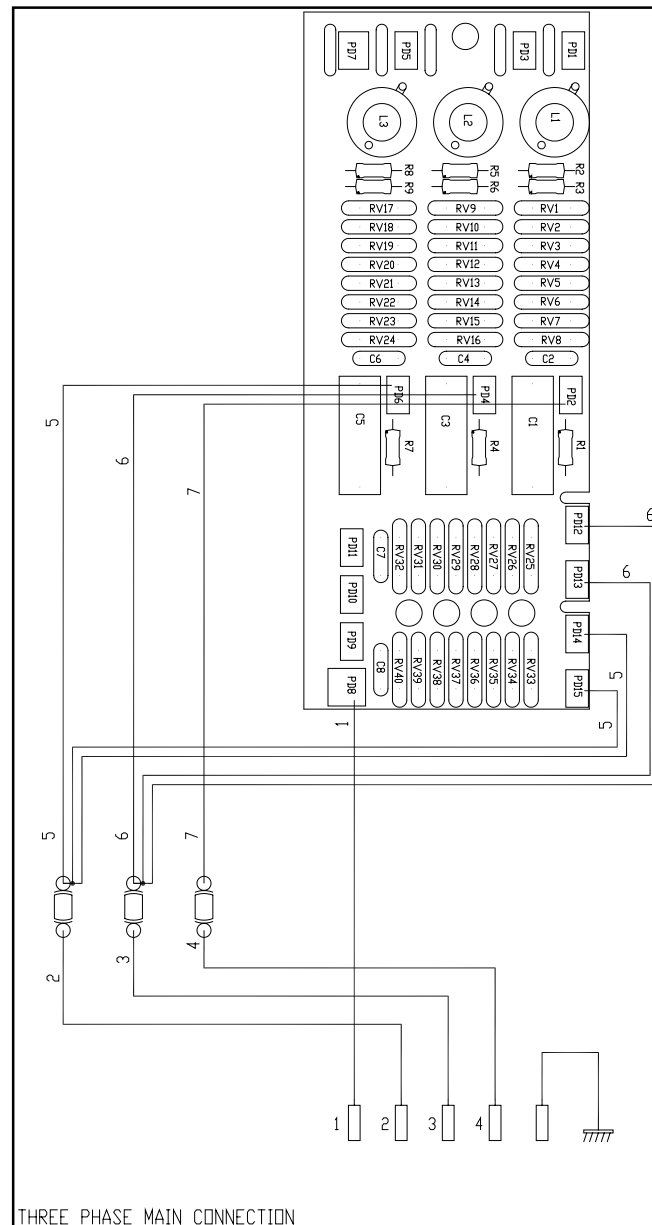 PD7 PD5 PD3 PD1
L3 L2 L1
R8 R5 R2
R9 R6 R3
RV17 RV9 RV1
RV18 RV10 RV2
RV19 RV11 RV3
RV20 RV12 RV4
RV21 RV13 RV5
RV22 RV14 RV6
RV23 RV15 RV7
RV24 RV16 RV8
C6 C4 C2
PD6 PD4 PD2
5 C5 C3 C1
R7 R4 R1
6
7
PD12 6
PD11 C7 RV32 RV31 RV30 RV29 RV28 RV27 RV26 RV25
PD13 6
PD10
PD14
PD9
C8 RV40 RV39 RV38 RV37 RV36 RV35 RV34 RV33
PD8 PD15 5
1 5
5 6 7
2 3 4
1 2 3 4
THREE PHASE MAIN CONNECTION